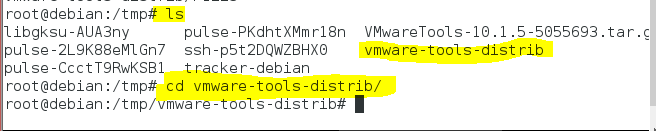 root@debian:/tmp# ls
libgksu-AUA3ny pulse-PKdhtXMmr18n VMwareTools-10.1.5-5055693.tar.g
pulse-2L9K88eMlGn7 ssh-p5t2DQWZBHX0 vmware-tools-distrib
pulse-CcctT9RwKSB1 tracker-debian
root@debian:/tmp# cd vmware-tools-distrib/
root@debian:/tmp/vmware-tools-distrib#